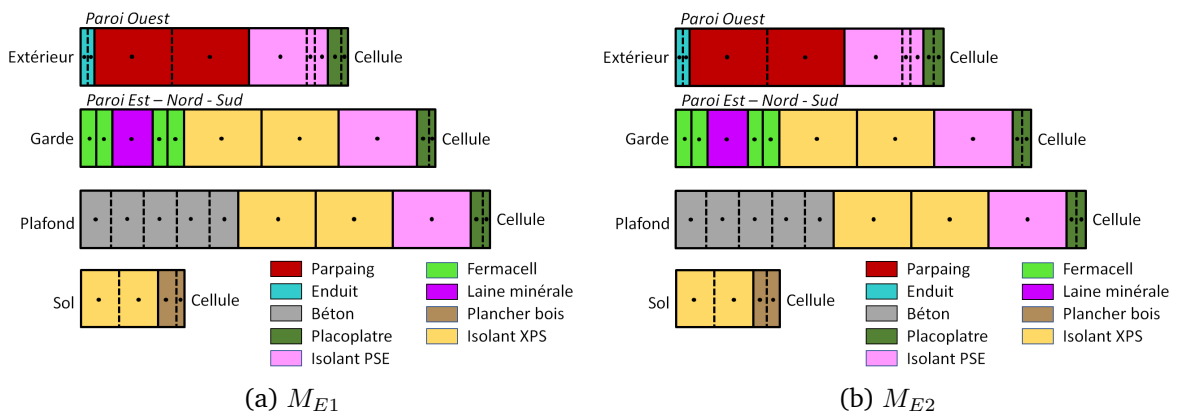 Paroi Ouest
Extérieur
Cellule
Paroi Est – Nord - Sud
Garde
Cellule
Plafond
Cellule
Sol
Cellule
Parpaing
Fermacell
Enduit
Laine minérale
Béton
Plancher bois
Placoplatre
Isolant XPS
Isolant PSE
(a) M_{E1}
Paroi Ouest
Extérieur
Cellule
Paroi Est – Nord - Sud
Garde
Cellule
Plafond
Cellule
Sol
Cellule
Parpaing
Fermacell
Enduit
Laine minérale
Béton
Plancher bois
Placoplatre
Isolant XPS
Isolant PSE
(b) M_{E2}